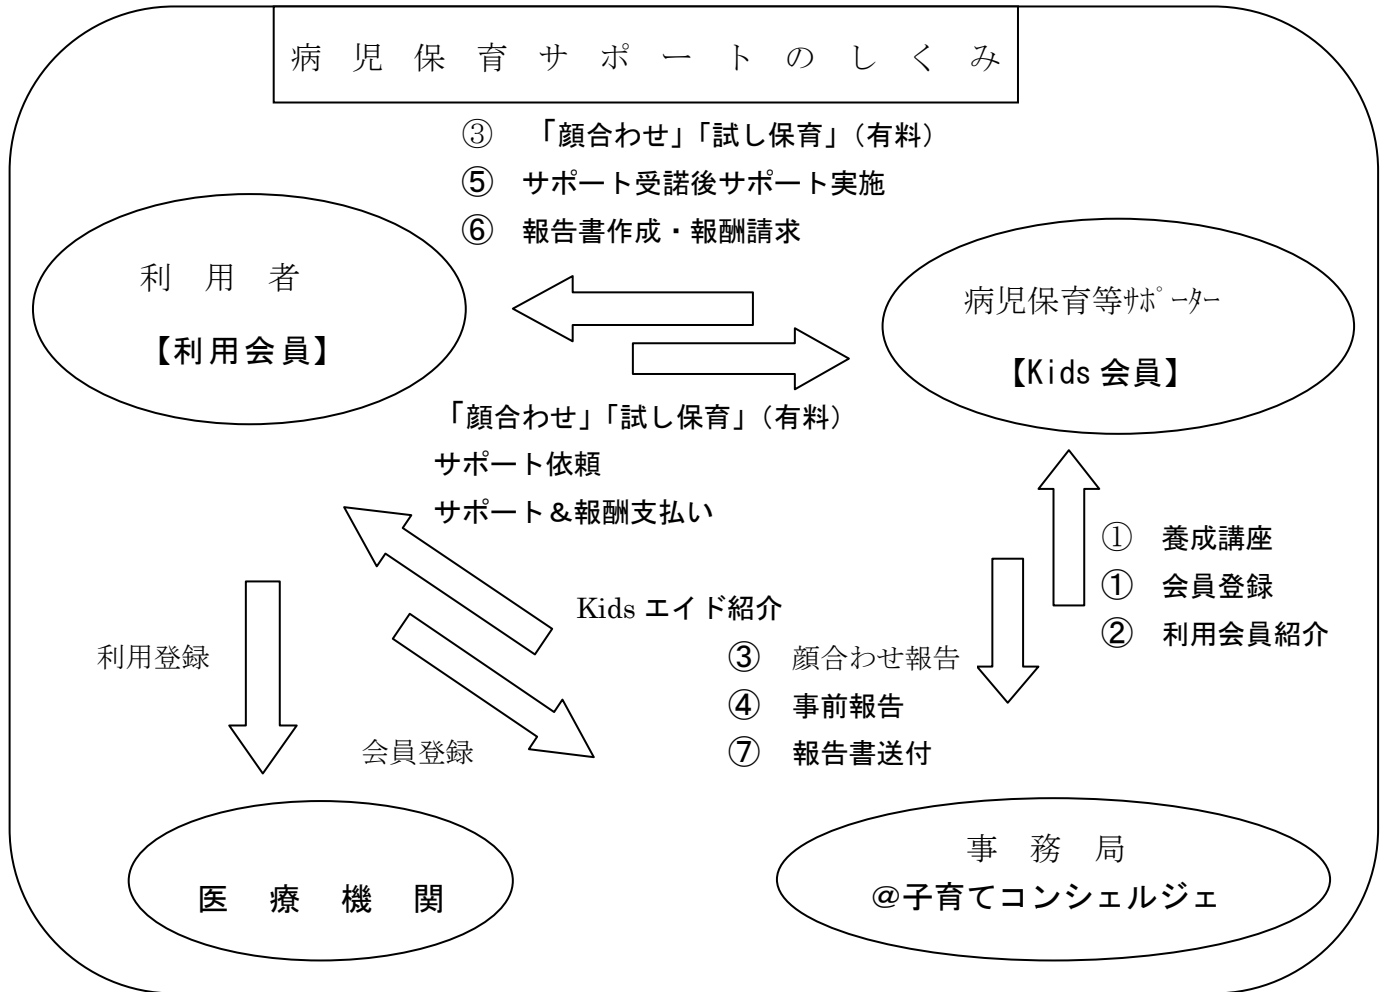 病児保育サポートのしくみ
③ 「顔合わせ」「試し保育」（有料）
⑤ サポート受諾後サポート実施
⑥ 報告書作成・報酬請求
利用者
【利用会員】
病児保育等ｻﾎﾟｰﾀｰ
【Kids 会員】
「顔合わせ」「試し保育」（有料）
サポート依頼
サポート＆報酬支払い
① 養成講座
① 会員登録
② 利用会員紹介
Kids エイド紹介
利用登録
③ 顔合わせ報告
④ 事前報告
⑦ 報告書送付
会員登録
医療機関
事務局
@子育てコンシェルジェ